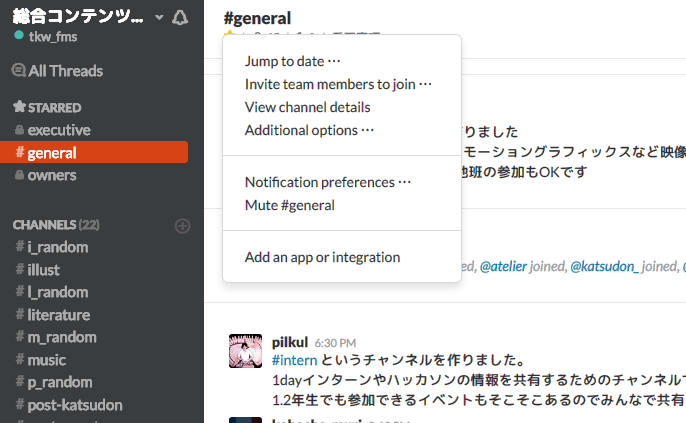 総合コンテンツ...
tkw_fms
All Threads
STARRED
executive
# general
owners
CHANNELS (22)
# i_random
# illust
# l_random
# literature
# m_random
# music
# p_random
# post-katsudon
#general
Jump to date ...
Invite team members to join ...
View channel details
Additional options ...
Notification preferences ...
Mute #general
Add an app or integration
りました
モーショングラフィックスなど映像
班の参加もOKです
@atelier joined, @katsudon_ joined,
pilkul 6:30 PM
#intern というチャンネルを作りました。
1dayインターンやハッカソンの情報を共有するためのチャンネルで
1.2年生でも参加できるイベントもそこそこあるのでみんなで共有